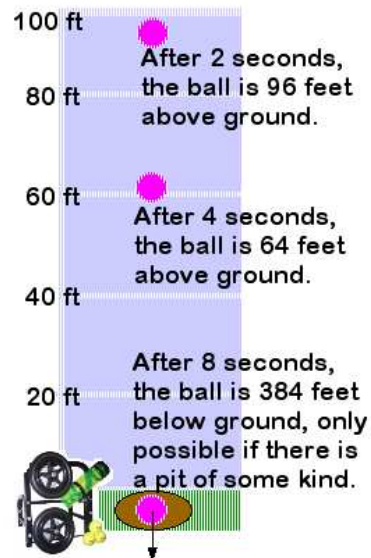 100 ft
After 2 seconds,
the ball is 96 feet
above ground.
80 ft
60 ft
After 4 seconds,
the ball is 64 feet
above ground.
40 ft
After 8 seconds,
the ball is 384 feet
below ground, only
possible if there is
a pit of some kind.
20 ft